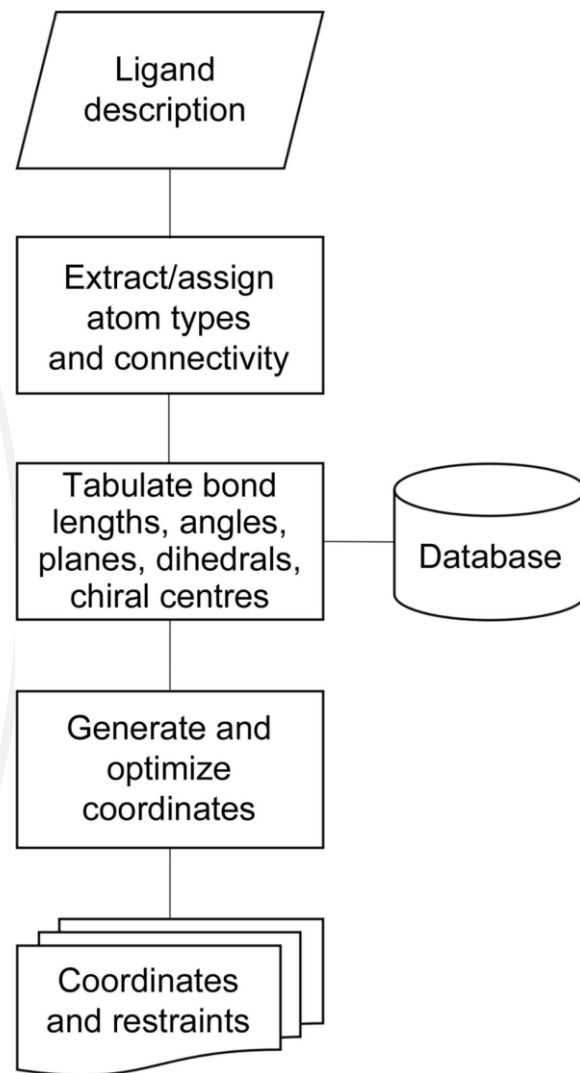 Ligand
description
Extract/assign
atom types
and connectivity
Tabulate bond
lengths, angles,
planes, dihedrals,
chiral centres
Database
Generate and
optimize
coordinates
Coordinates
and restraints